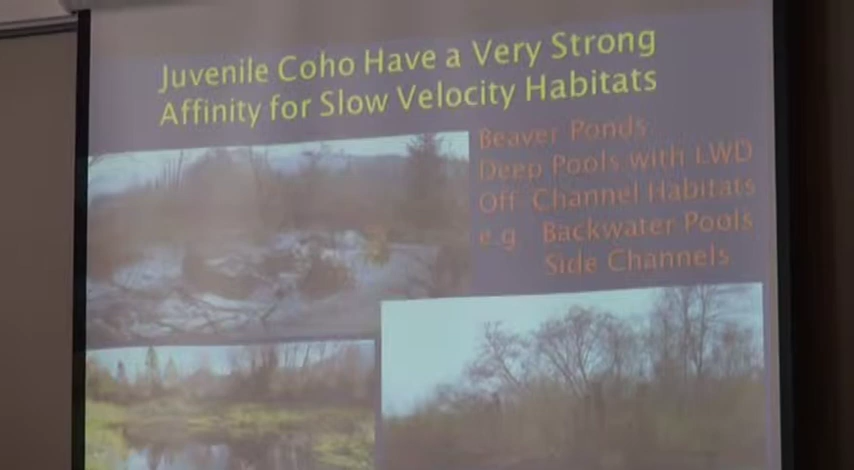 Juvenile Coho Have a Very Strong
Affinity for Slow Velocity Habitats
Beaver Ponds
Deep Pools with LWD
Off Channel Habitats
e.g Backwater Pools
Side Channels